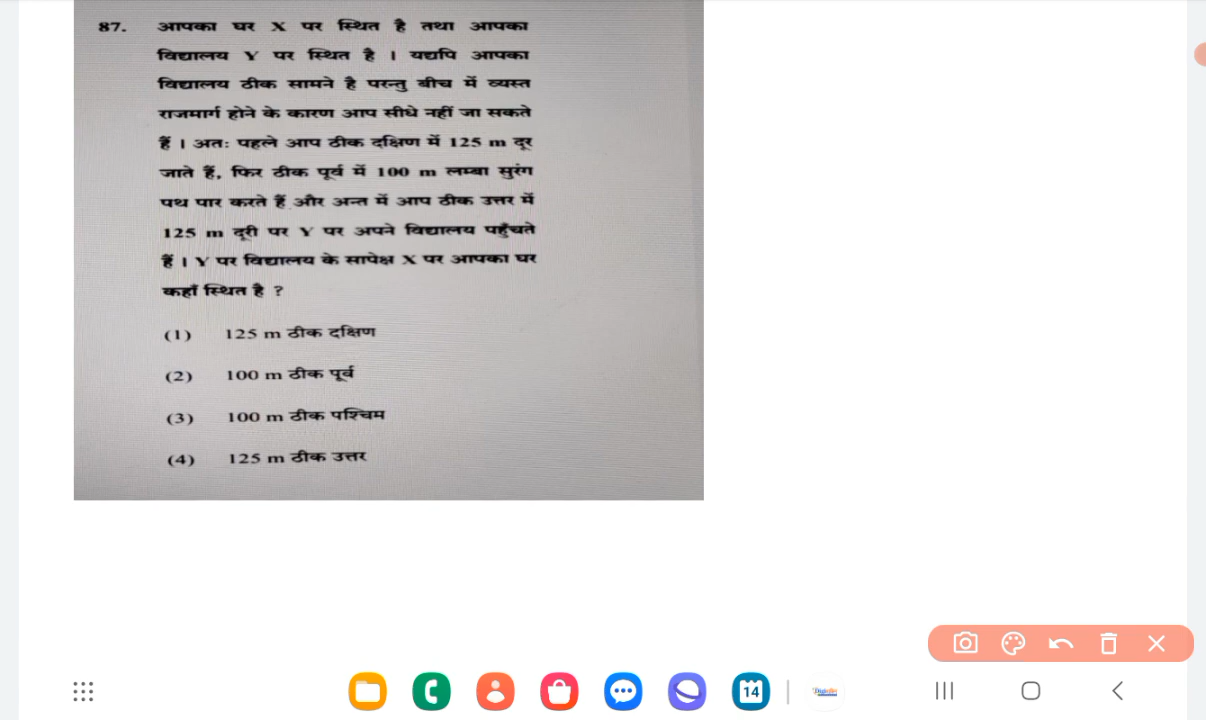 87. आपका घर X पर स्थित है तथा आपका
विद्यालय Y पर स्थित है । यद्यपि आपका
विद्यालय ठीक सामने है परन्तु बीच में व्यस्त
राजमार्ग होने के कारण आप सीधे नहीं जा सकते
हैं । अतः पहले आप ठीक दक्षिण में 125 m दूर
जाते हैं, फिर ठीक पूर्व में 100 m लम्बा सुरंग
पथ पार करते हैं और अन्त में आप ठीक उत्तर में
125 m दूरी पर Y पर अपने विद्यालय पहुँचते
हैं । Y पर विद्यालय के सापेक्ष X पर आपका घर
कहाँ स्थित है ?
(1) 125 m ठीक दक्षिण
(2) 100 m ठीक पूर्व
(3) 100 m ठीक पश्चिम
(4) 125 m ठीक उत्तर
14